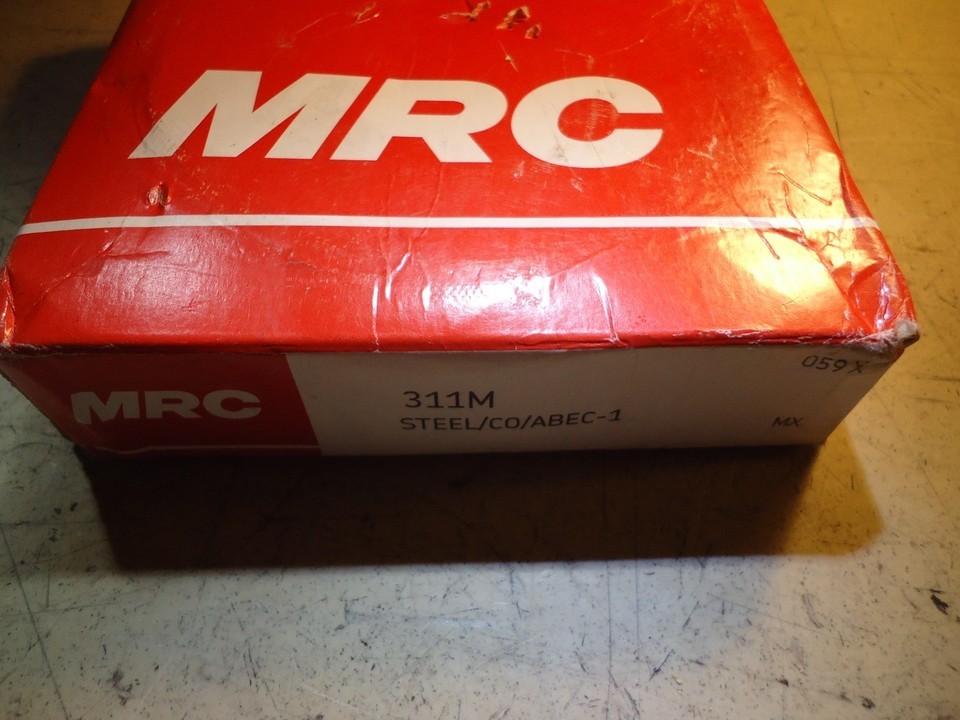 MRC
MRC
311M
STEEL/CO/ABEC-1
059X
MX